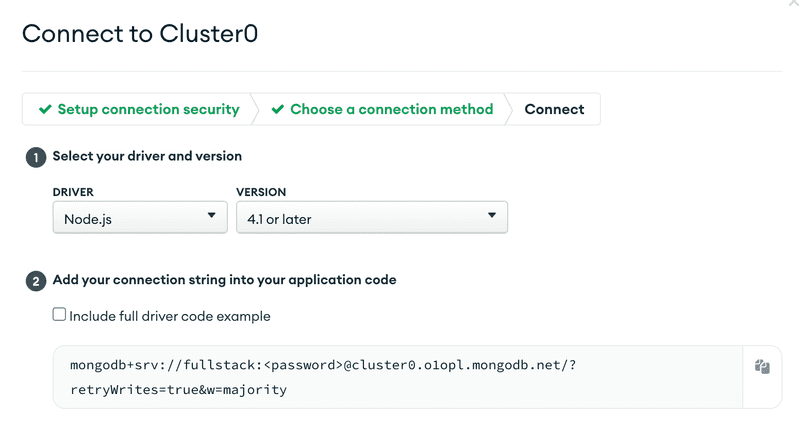 Connect to Cluster0
Setup connection security
Choose a connection method
Connect
1
Select your driver and version
DRIVER
VERSION
Node.js
4.1 or later
2
Add your connection string into your application code
Include full driver code example
mongodb+srv://fullstack:<password>@cluster0.o1opl.mongodb.net/?
retryWrites=true&w=majority